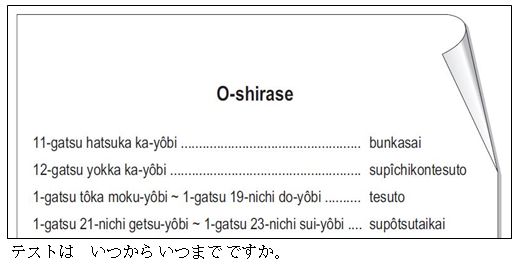 O-shirase
11-gatsu hatsuka ka-yôbi .................................................. bunkasai
12-gatsu yokka ka-yôbi ..................................................... supîchikontesuto
1-gatsu tôka moku-yôbi ~ 1-gatsu 19-nichi do-yôbi .......... tesuto
1-gatsu 21-nichi getsu-yôbi ~ 1-gatsu 23-nichi sui-yôbi .... supôtsutaikai
テストは いつから いつまで ですか。